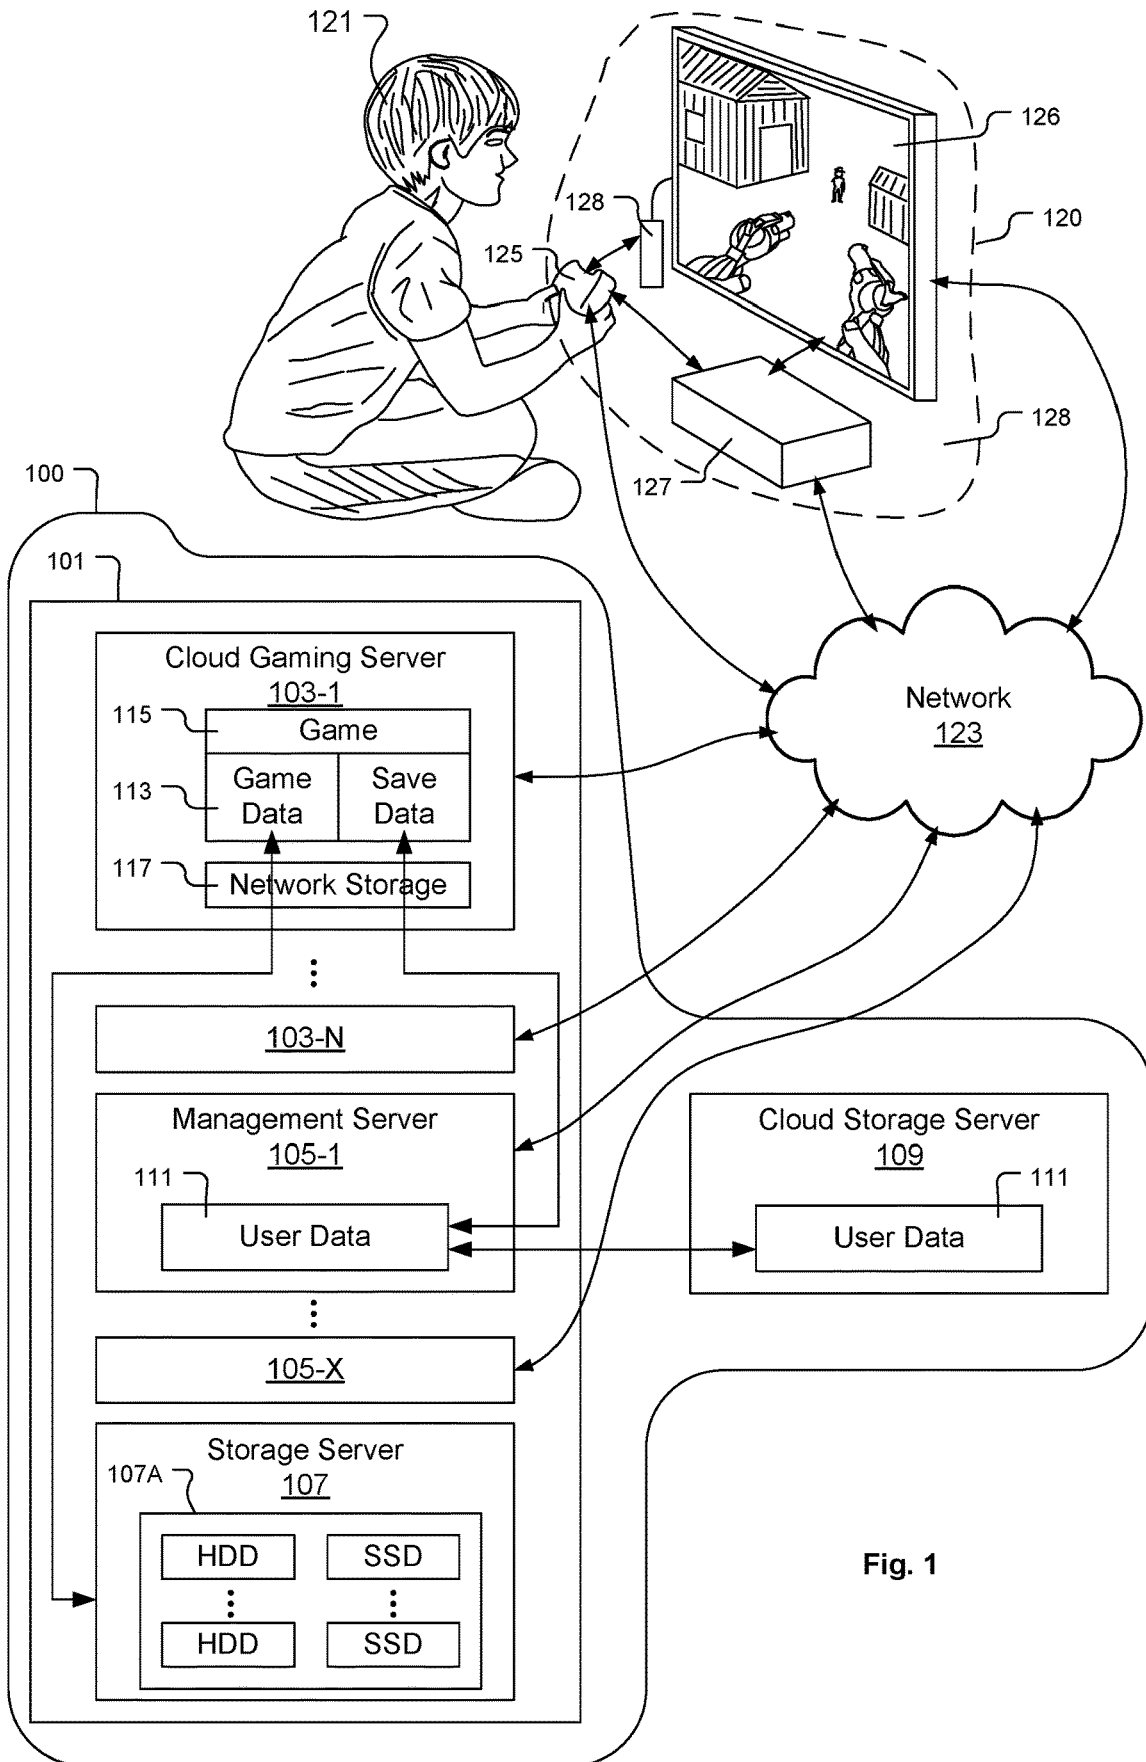 121
126
128
120
125
128
127
100
101
Cloud Gaming Server
103-1
115
Game
113
Game
Data
Save
Data
117
Network Storage
Network
123
103-N
Management Server
105-1
111
User Data
Cloud Storage Server
109
111
User Data
105-X
Storage Server
107
107A
HDD
SSD
HDD
SSD
Fig. 1